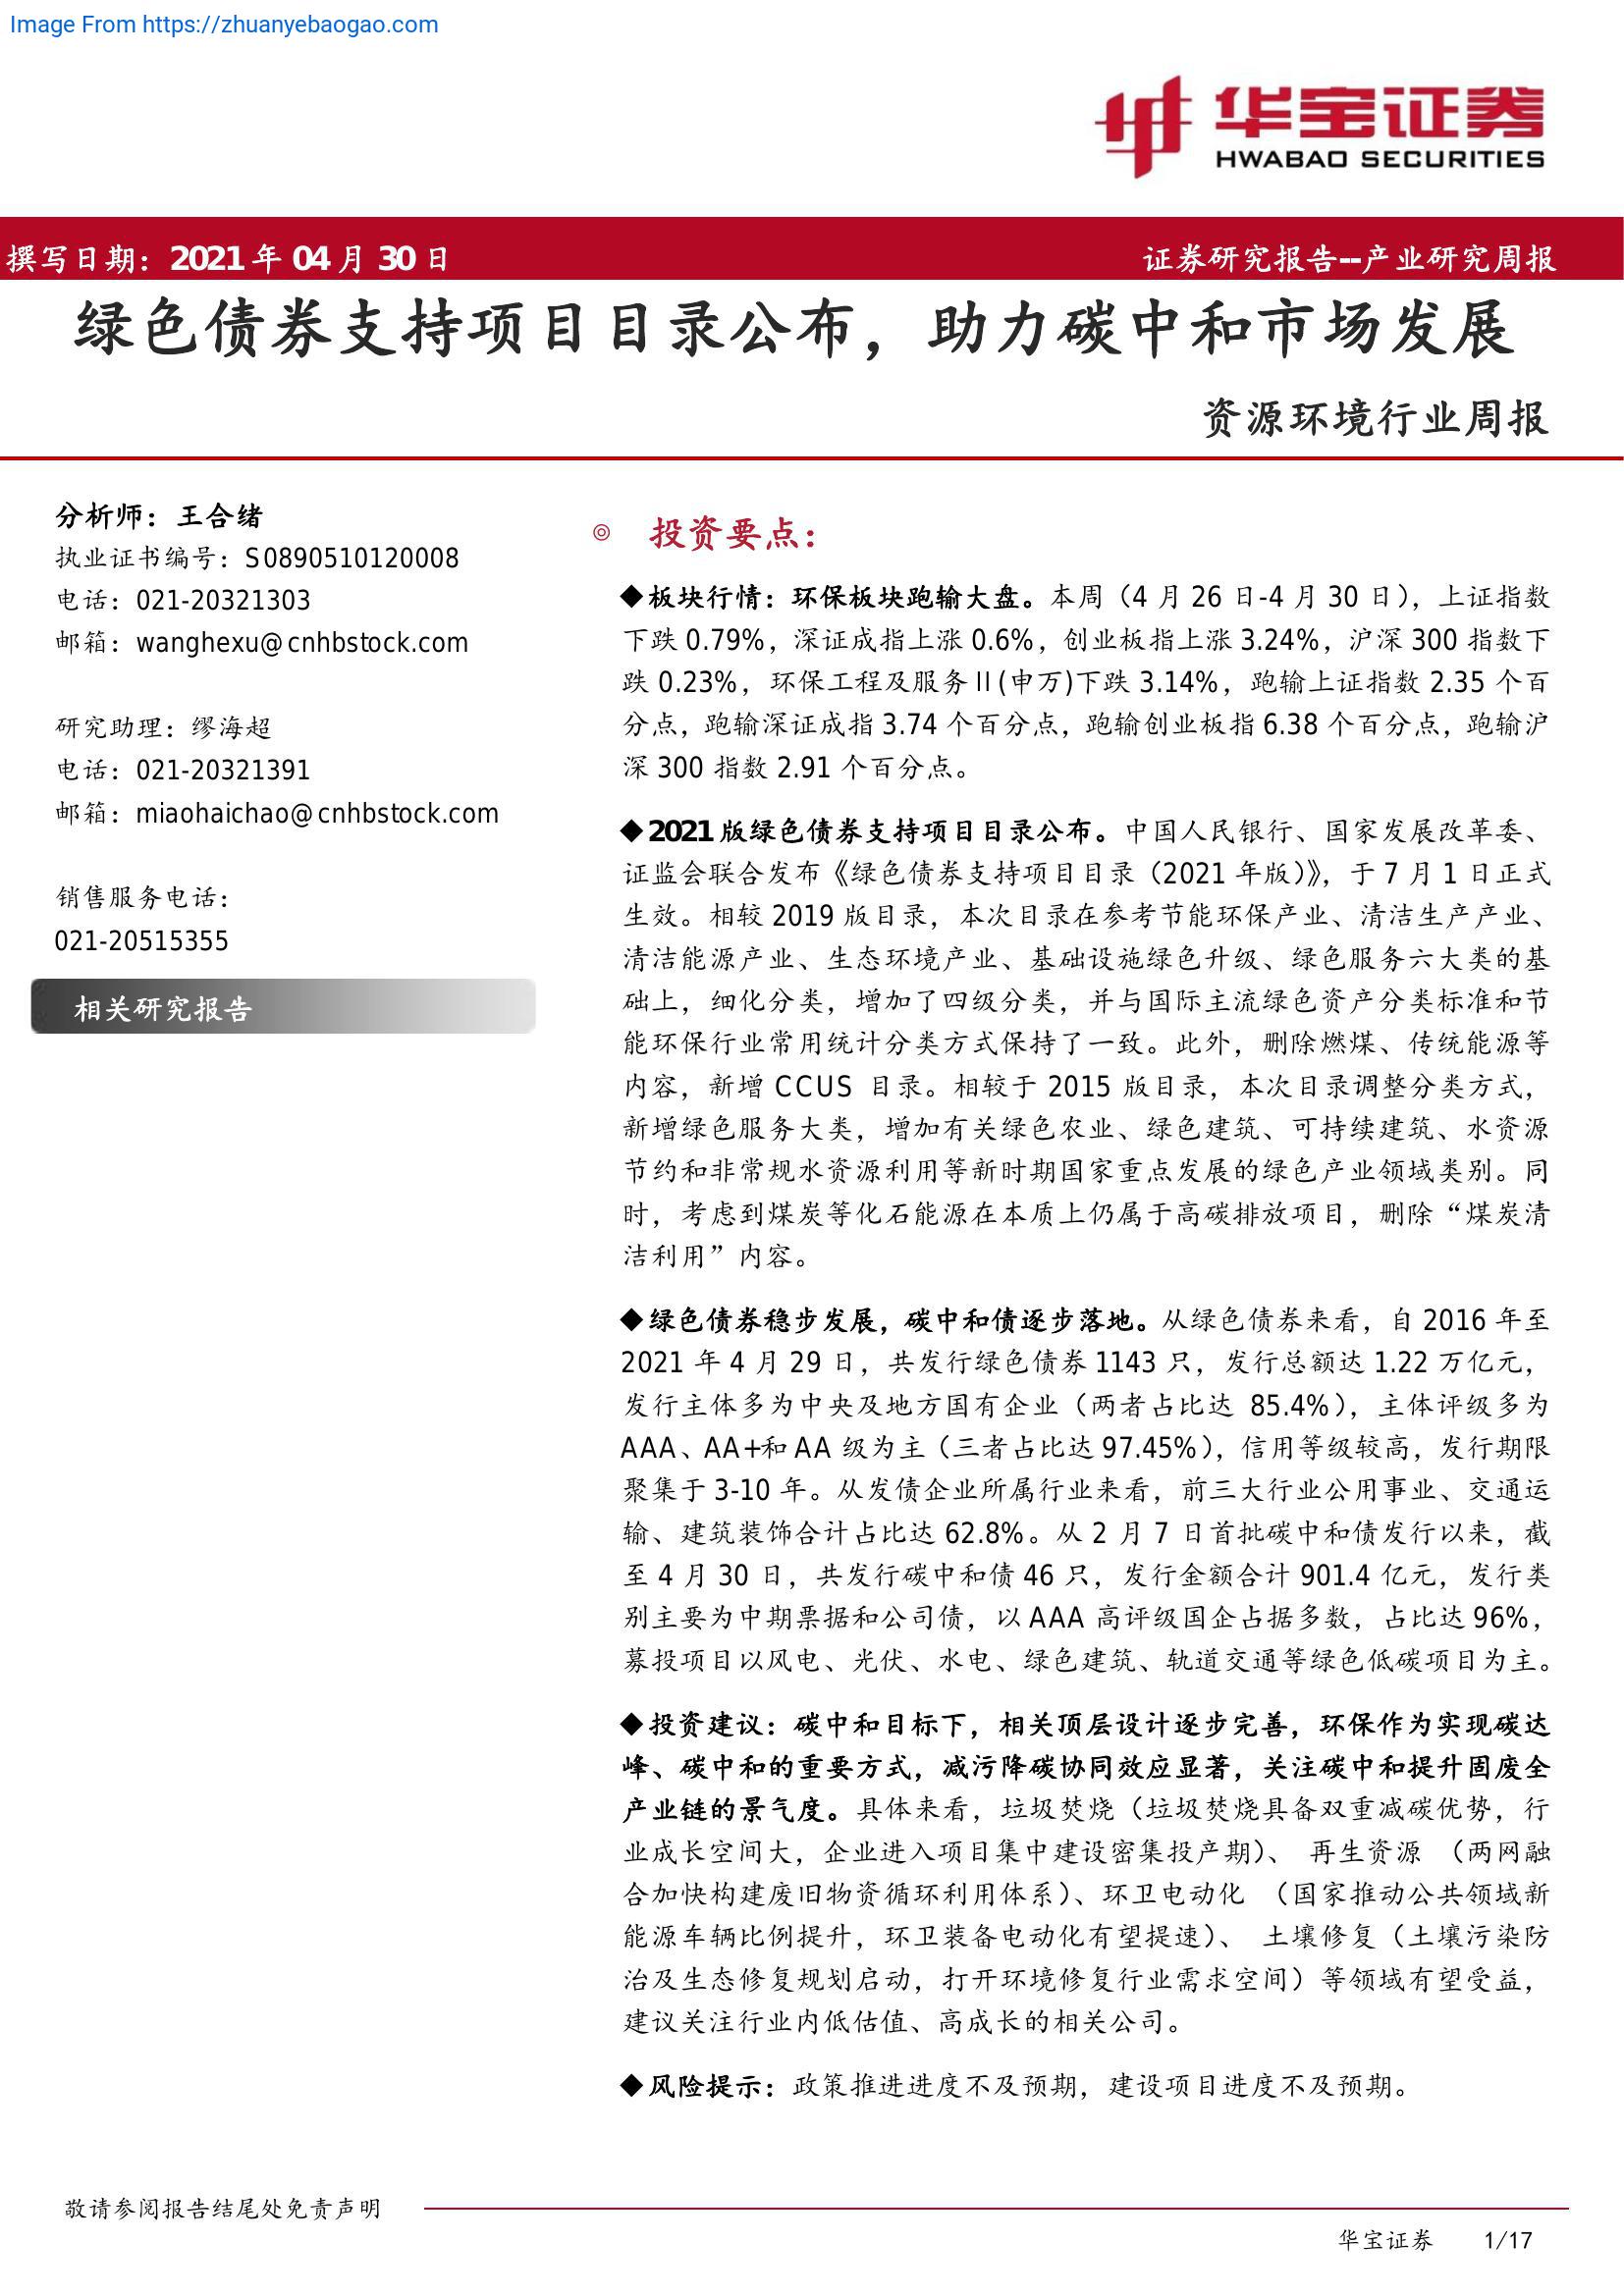 Image From https://zhuanyebaogao.com
华宝证券
HWABAO SECURITIES
撰写日期：2021 年 04 月 30 日
证券研究报告--产业研究周报
绿色债券支持项目目录公布，助力碳中和市场发展
资源环境行业周报
分析师：王合绪
执业证书编号：S0890510120008
电话：021-20321303
邮箱：wanghexu@cnhbstock.com
研究助理：缪海超
电话：021-20321391
邮箱：miaohaichao@cnhbstock.com
销售服务电话：
021-20515355
相关研究报告
◎ 投资要点：
◆板块行情：环保板块跑输大盘。本周（4 月 26 日-4 月 30 日），上证指数
下跌 0.79%，深证成指上涨 0.6%，创业板指上涨 3.24%，沪深 300 指数下
跌 0.23%，环保工程及服务Ⅱ(申万)下跌 3.14%，跑输上证指数 2.35 个百
分点，跑输深证成指 3.74 个百分点，跑输创业板指 6.38 个百分点，跑输沪
深 300 指数 2.91 个百分点。
◆2021 版绿色债券支持项目目录公布。中国人民银行、国家发展改革委、
证监会联合发布《绿色债券支持项目目录（2021 年版）》，于 7 月 1 日正式
生效。相较 2019 版目录，本次目录在参考节能环保产业、清洁生产产业、
清洁能源产业、生态环境产业、基础设施绿色升级、绿色服务六大类的基
础上，细化分类，增加了四级分类，并与国际主流绿色资产分类标准和节
能环保行业常用统计分类方式保持了一致。此外，删除燃煤、传统能源等
内容，新增 CCUS 目录。相较于 2015 版目录，本次目录调整分类方式，
新增绿色服务大类，增加有关绿色农业、绿色建筑、可持续建筑、水资源
节约和非常规水资源利用等新时期国家重点发展的绿色产业领域类别。同
时，考虑到煤炭等化石能源在本质上仍属于高碳排放项目，删除“煤炭清
洁利用”内容。
◆绿色债券稳步发展，碳中和债逐步落地。从绿色债券来看，自 2016 年至
2021 年 4 月 29 日，共发行绿色债券 1143 只，发行总额达 1.22 万亿元，
发行主体多为中央及地方国有企业（两者占比达 85.4%），主体评级多为
AAA、AA+和 AA 级为主（三者占比达 97.45%），信用等级较高，发行期限
聚集于 3-10 年。从发债企业所属行业来看，前三大行业公用事业、交通运
输、建筑装饰合计占比达 62.8%。从 2 月 7 日首批碳中和债发行以来，截
至 4 月 30 日，共发行碳中和债 46 只，发行金额合计 901.4 亿元，发行类
别主要为中期票据和公司债，以 AAA 高评级国企占据多数，占比达 96%，
募投项目以风电、光伏、水电、绿色建筑、轨道交通等绿色低碳项目为主。
◆投资建议：碳中和目标下，相关顶层设计逐步完善，环保作为实现碳达
峰、碳中和的重要方式，减污降碳协同效应显著，关注碳中和提升固废全
产业链的景气度。具体来看，垃圾焚烧（垃圾焚烧具备双重减碳优势，行
业成长空间大，企业进入项目集中建设密集投产期）、 再生资源 （两网融
合加快构建废旧物资循环利用体系）、环卫电动化 （国家推动公共领域新
能源车辆比例提升，环卫装备电动化有望提速）、 土壤修复（土壤污染防
治及生态修复规划启动，打开环境修复行业需求空间）等领域有望受益，
建议关注行业内低估值、高成长的相关公司。
◆风险提示：政策推进进度不及预期，建设项目进度不及预期。
敬请参阅报告结尾处免责声明
华宝证券 1/17